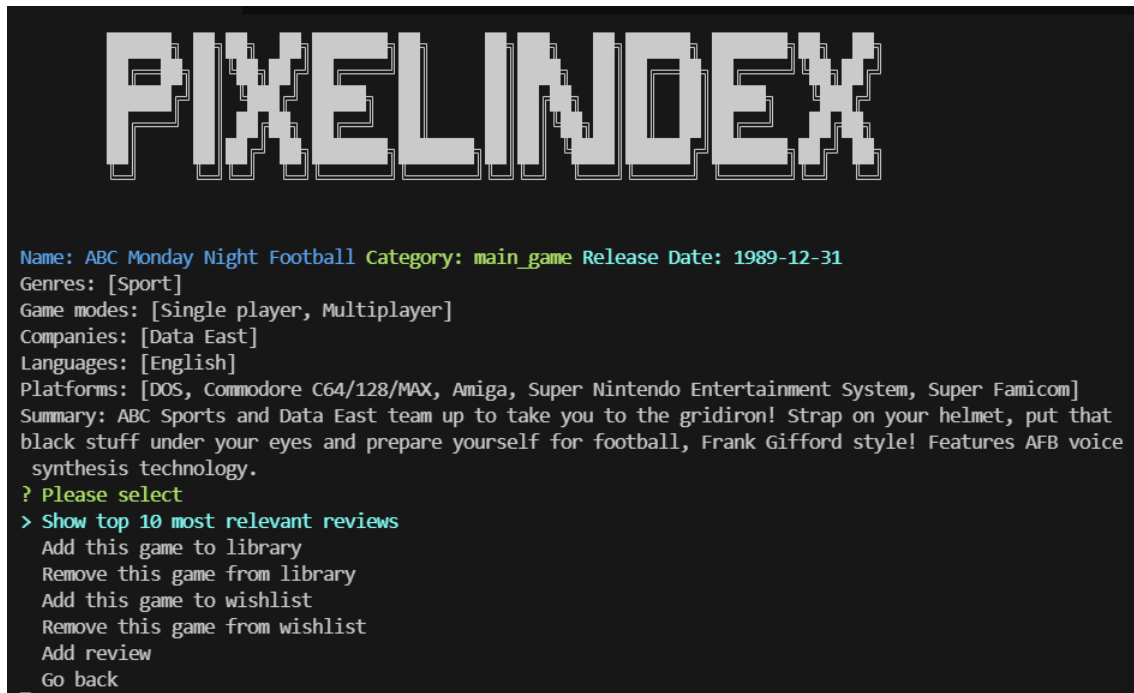 PIXELINDEX
Name: ABC Monday Night Football Category: main_game Release Date: 1989-12-31
Genres: [Sport]
Game modes: [Single player, Multiplayer]
Companies: [Data East]
Languages: [English]
Platforms: [DOS, Commodore C64/128/MAX, Amiga, Super Nintendo Entertainment System, Super Famicom]
Summary: ABC Sports and Data East team up to take you to the gridiron! Strap on your helmet, put that
black stuff under your eyes and prepare yourself for football, Frank Gifford style! Features AFB voice
synthesis technology.
? Please select
> Show top 10 most relevant reviews
Add this game to library
Remove this game from library
Add this game to wishlist
Remove this game from wishlist
Add review
Go back